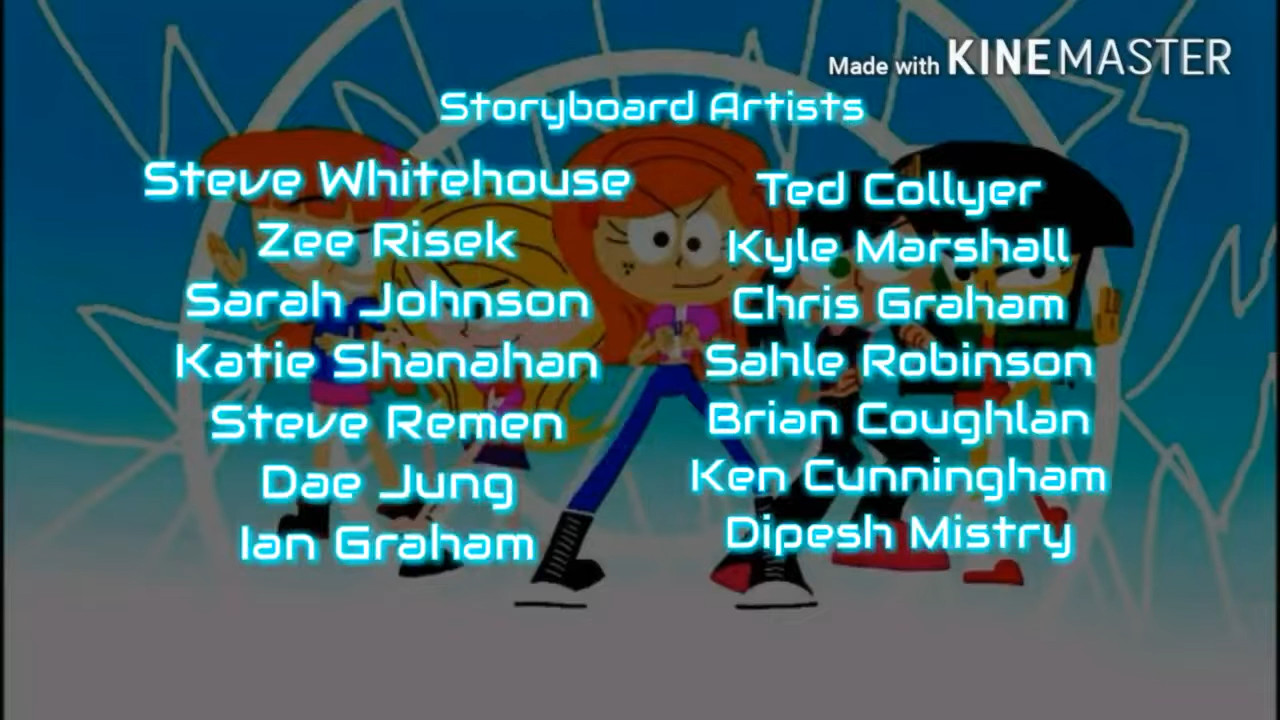 Made with KINEMASTER
Storyboard Artists
Steve Whitehouse
Zee Risek
Sarah Johnson
Katie Shanahan
Steve Remen
Dae Jung
Ian Graham
Ted Collyer
Kyle Marshall
Chris Graham
Sahle Robinson
Brian Coughlan
Ken Cunningham
Dipesh Mistry